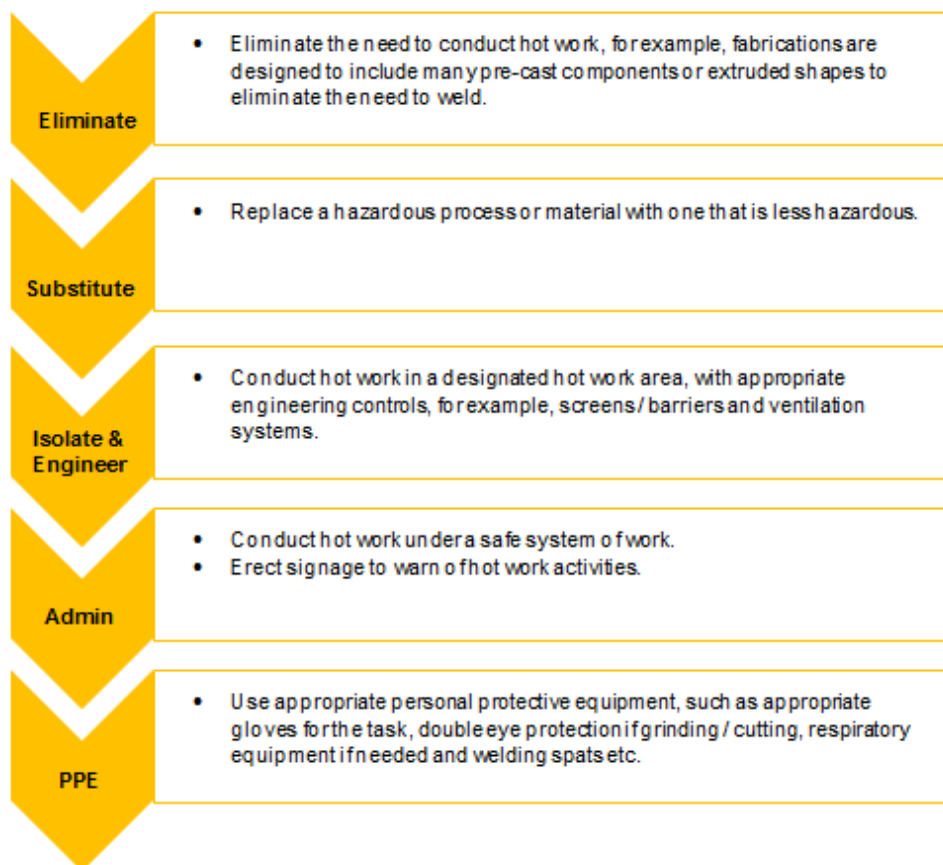 Eliminate
• Eliminate the need to conduct hot work, for example, fabrications are
designed to include many pre-cast components or extruded shapes to
eliminate the need to weld.
Substitute
• Replace a hazardous process or material with one that is less hazardous.
Isolate &
Engineer
• Conduct hot work in a designated hot work area, with appropriate
engineering controls, for example, screens / barriers and ventilation
systems.
Admin
• Conduct hot work under a safe system of work.
• Erect signage to warn of hot work activities.
PPE
• Use appropriate personal protective equipment, such as appropriate
gloves for the task, double eye protection if grinding / cutting, respiratory
equipment if needed and welding spats etc.